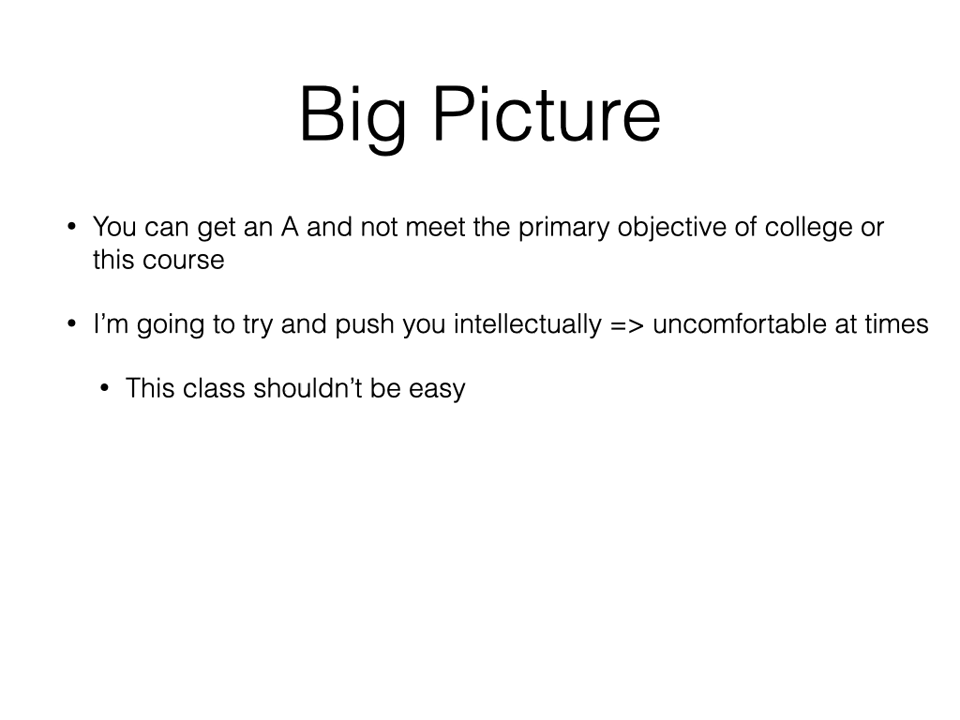 Big Picture
• You can get an A and not meet the primary objective of college or
this course
• I’m going to try and push you intellectually => uncomfortable at times
• This class shouldn’t be easy